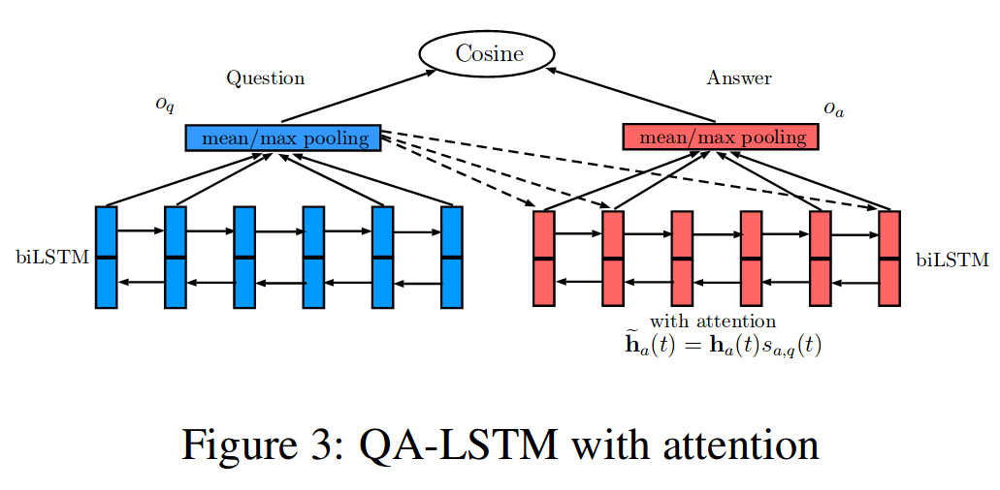 Cosine
Question
Answer
o_q
o_a
mean/max pooling
mean/max pooling
biLSTM
biLSTM
with attention
h̃_a(t) = h_a(t)s_{a,q}(t)
Figure 3: QA-LSTM with attention